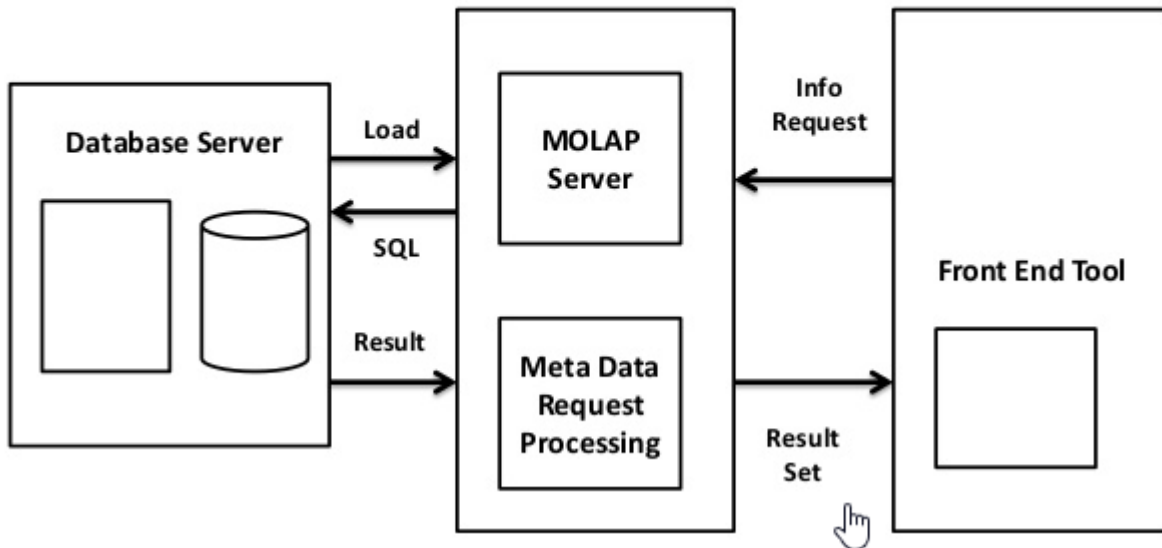 Database Server
Load
SQL
Result
MOLAP
Server
Meta Data
Request
Processing
Info
Request
Result
Set
Front End Tool